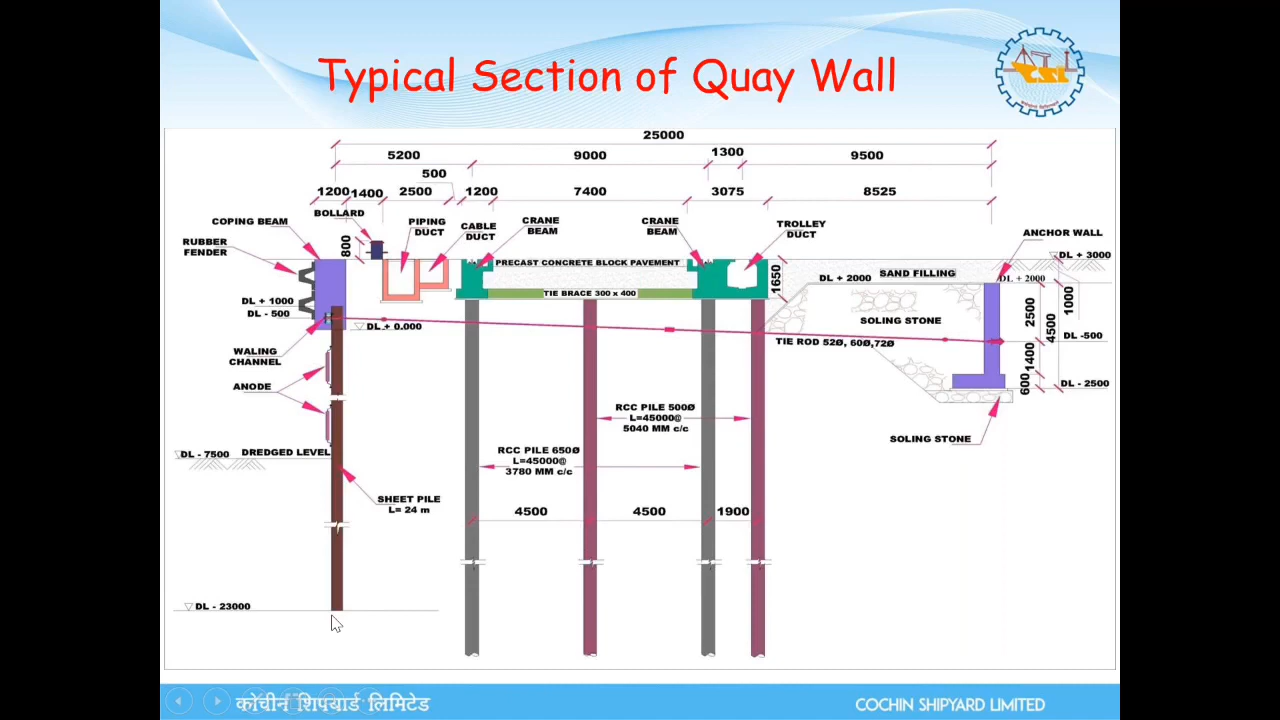 Typical Section of Quay Wall
25000
5200
9000
1300
9500
500
1200
1400
2500
1200
7400
3075
8525
COPING BEAM
BOLLARD
PIPING
DUCT
CABLE
DUCT
CRANE
BEAM
CRANE
BEAM
TROLLEY
DUCT
ANCHOR WALL
RUBBER
FENDER
800
DL + 3000
PRECAST CONCRETE BLOCK PAVEMENT
1650
SAND FILLING
DL + 2000
DL + 2000
TIE BRACE 300 x 400
DL + 1000
DL - 500
DL + 0.000
SOLING STONE
2500
1000
4500
DL -500
TIE ROD 52Ø, 60Ø,72Ø
WALING
CHANNEL
ANODE
1400
600
DL - 2500
RCC PILE 500Ø
L=45000@
5040 MM c/c
SOLING STONE
DL - 7500
DREDGED LEVEL
RCC PILE 650Ø
L=45000@
3780 MM c/c
SHEET PILE
L= 24 m
4500
4500
1900
DL - 23000
कोचीन शिपयार्ड लिमिटेड
COCHIN SHIPYARD LIMITED